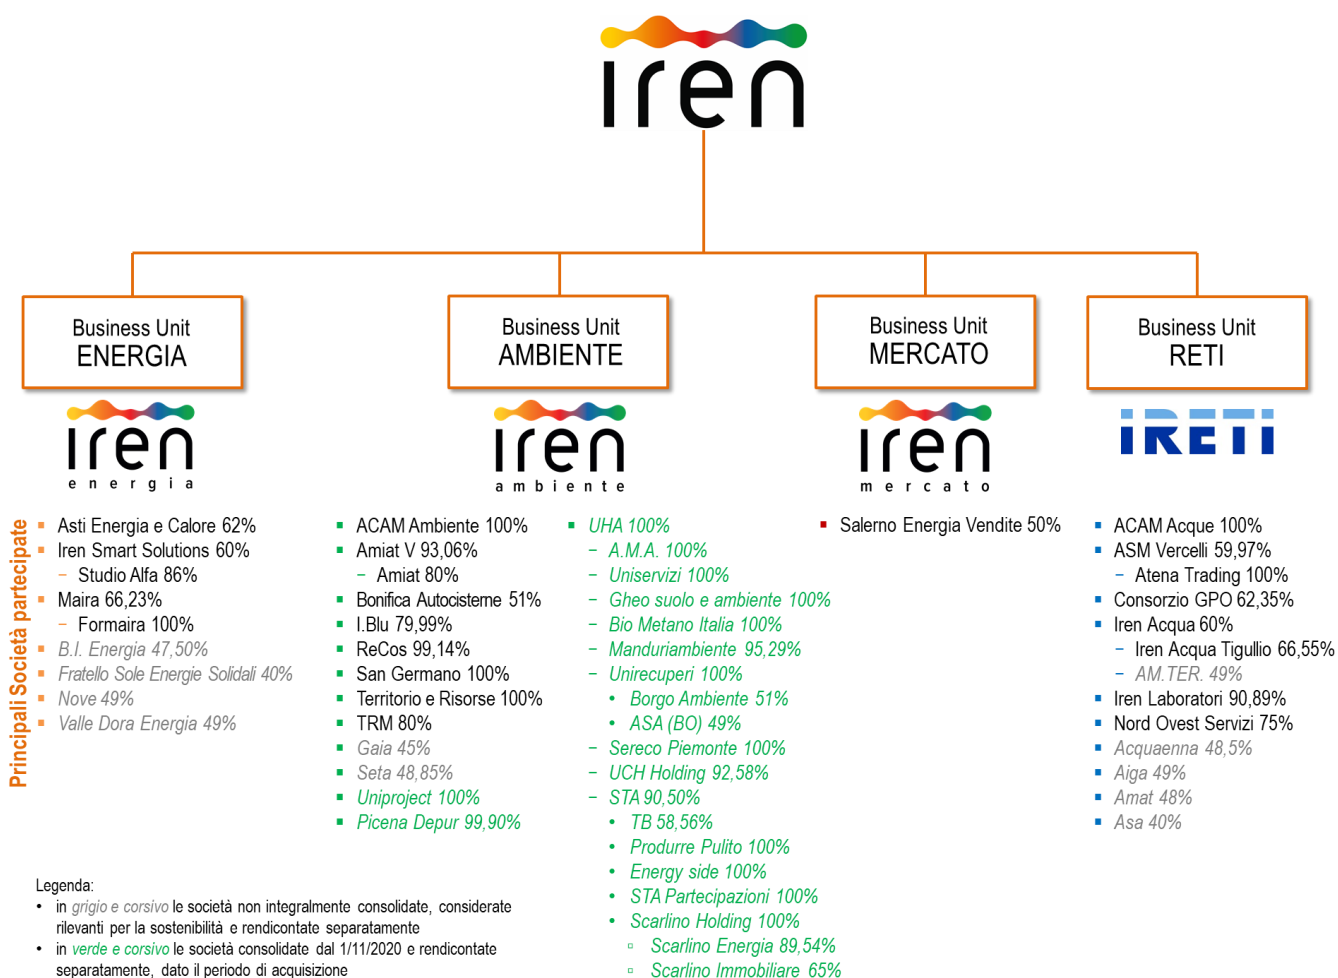 iren
Business Unit
ENERGIA
Business Unit
AMBIENTE
Business Unit
MERCATO
Business Unit
RETI
iren
energia
iren
ambiente
iren
mercato
IRETI
Principali Società partecipate
▪ Asti Energia e Calore 62%
▪ Iren Smart Solutions 60%
− Studio Alfa 86%
▪ Maira 66,23%
− Formaira 100%
▪ B.I. Energia 47,50%
▪ Fratello Sole Energie Solidali 40%
▪ Nove 49%
▪ Valle Dora Energia 49%
▪ ACAM Ambiente 100%
▪ Amiat V 93,06%
− Amiat 80%
▪ Bonifica Autocisterne 51%
▪ I.Blu 79,99%
▪ ReCos 99,14%
▪ San Germano 100%
▪ Territorio e Risorse 100%
▪ TRM 80%
▪ Gaia 45%
▪ Seta 48,85%
▪ Uniproject 100%
▪ Picena Depur 99,90%
▪ UHA 100%
− A.M.A. 100%
− Uniservizi 100%
− Gheo suolo e ambiente 100%
− Bio Metano Italia 100%
− Manduriambiente 95,29%
− Unirecuperi 100%
• Borgo Ambiente 51%
• ASA (BO) 49%
− Sereco Piemonte 100%
− UCH Holding 92,58%
− STA 90,50%
• TB 58,56%
• Produrre Pulito 100%
• Energy side 100%
• STA Partecipazioni 100%
• Scarlino Holding 100%
▫ Scarlino Energia 89,54%
▫ Scarlino Immobiliare 65%
▪ Salerno Energia Vendite 50%
▪ ACAM Acque 100%
▪ ASM Vercelli 59,97%
− Atena Trading 100%
▪ Consorzio GPO 62,35%
▪ Iren Acqua 60%
− Iren Acqua Tigullio 66,55%
− AM.TER. 49%
▪ Iren Laboratori 90,89%
▪ Nord Ovest Servizi 75%
▪ Acquaenna 48,5%
▪ Aiga 49%
▪ Amat 48%
▪ Asa 40%
Legenda:
• in grigio e corsivo le società non integralmente consolidate, considerate
rilevanti per la sostenibilità e rendicontate separatamente
• in verde e corsivo le società consolidate dal 1/11/2020 e rendicontate
separatamente, dato il periodo di acquisizione